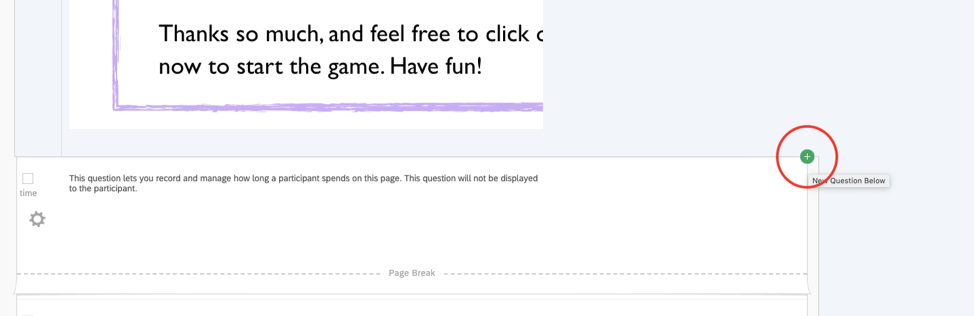 Thanks so much, and feel free to click
now to start the game. Have fun!
This question lets you record and manage how long a participant spends on this page. This question will not be displayed
to the participant.
time
New Question Below
Page Break